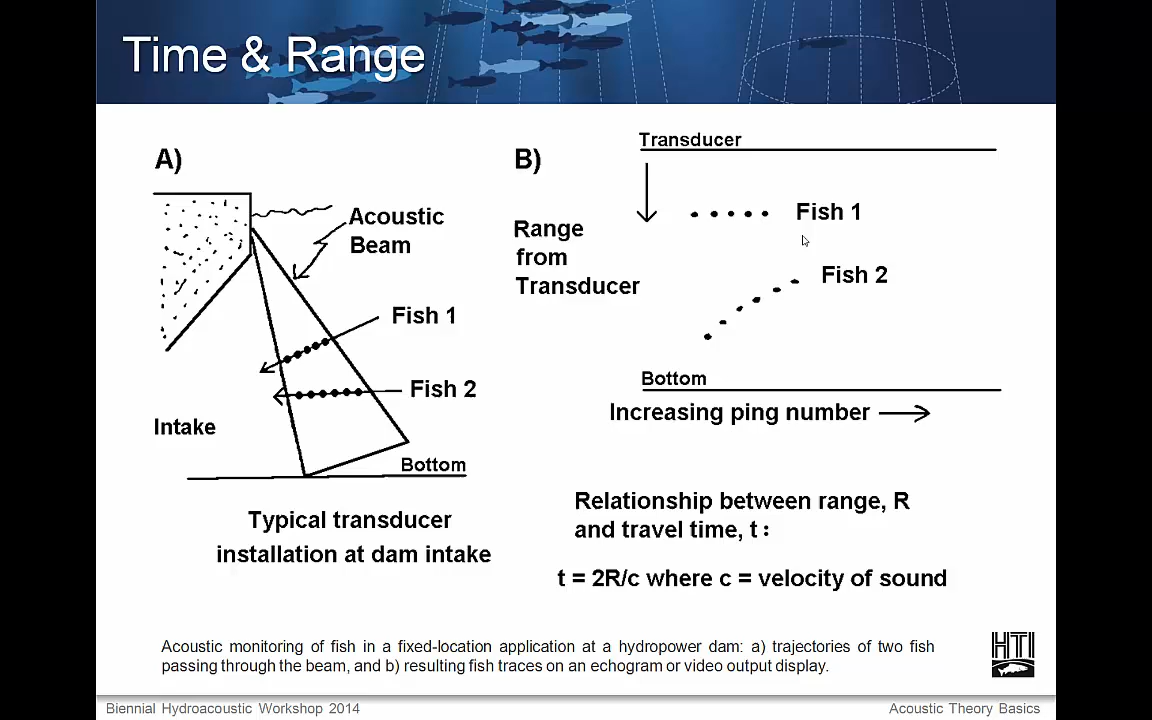 Time & Range
A)
Acoustic
Beam
Fish 1
Fish 2
Intake
Bottom
Typical transducer
installation at dam intake
B)
Transducer
Range
from
Transducer
Fish 1
Fish 2
Bottom
Increasing ping number
Relationship between range, R
and travel time, t :
t = 2R/c where c = velocity of sound
Acoustic monitoring of fish in a fixed-location application at a hydropower dam: a) trajectories of two fish
passing through the beam, and b) resulting fish traces on an echogram or video output display.
HTI
Biennial Hydroacoustic Workshop 2014
Acoustic Theory Basics